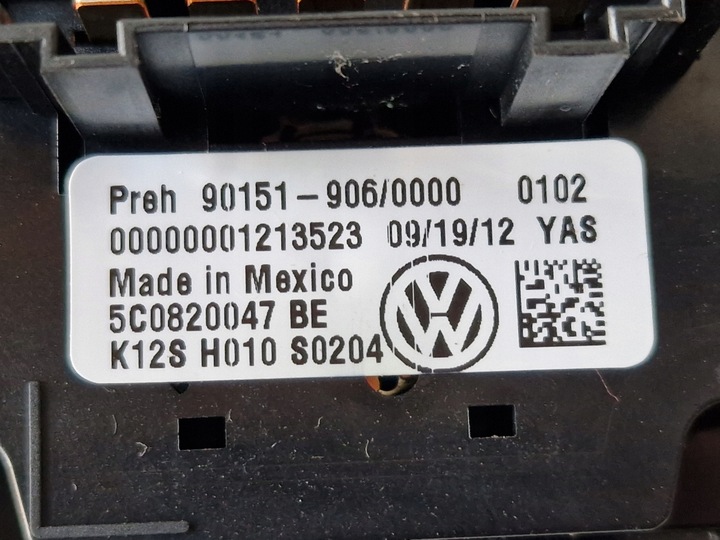 Preh 90151-906/0000 0102
00000001213523 09/19/12 YAS
Made in Mexico
5C0820047 BE
K12S H010 S0204